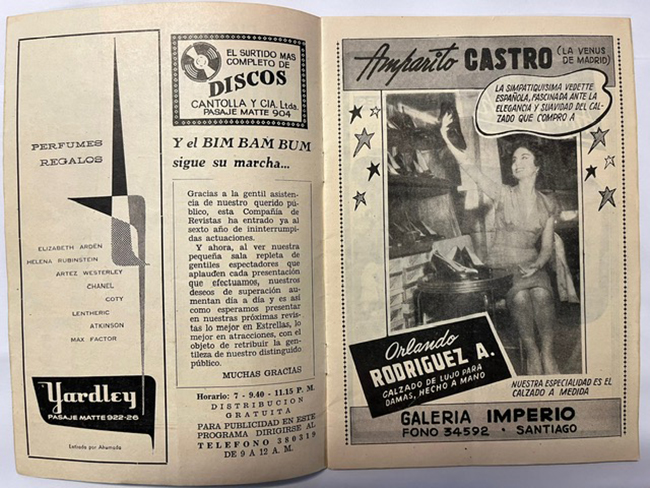 PERFUMES
REGALOS
ELIZABETH ARDEN
HELENA RUBINSTEIN
ARTEZ WESTERLEY
CHANEL
COTY
LENTHERIC
ATKINSON
MAX FACTOR
Yardley
PASAJE MATTE 922-26
Entrada por Ahumada
EL SURTIDO MAS
COMPLETO DE
DISCOS
CANTOLLA Y CIA. Ltda.
PASAJE MATTE 904
Y el BIM BAM BUM
sigue su marcha...
Gracias a la gentil asisten-
cia de nuestro querido pú-
blico, esta Compañía de
Revistas ha entrado ya al
sexto año de ininterrumpi-
das actuaciones.
Y ahora, al ver nuestra
pequeña sala repleta de
gentiles espectadores que
aplauden cada presentación
que efectuamos, nuestros
deseos de superación aumen-
tan día a día y es así
como esperamos presentar
en nuestras próximas revis-
tas lo mejor en Estrellas, lo
mejor en atracciones, con el
objeto de retribuir la gen-
tileza de nuestro distinguido
público.
MUCHAS GRACIAS
Horario: 7 - 9.40 - 11.15 P. M.
DISTRIBUCION
GRATUITA
PARA PUBLICIDAD EN ESTE
PROGRAMA DIRIGIRSE AL
TELEFONO 380319
DE 9 A 12 A. M.
Amparito CASTRO (LA VENUS
DE MADRID)
LA SIMPATIQUISIMA VEDETTE
ESPAÑOLA, FASCINADA ANTE LA
ELEGANCIA Y SUAVIDAD DEL CAL-
ZADO QUE COMPRO A
Orlando
RODRIGUEZ A.
CALZADO DE LUJO PARA
DAMAS, HECHO A MANO
NUESTRA ESPECIALIDAD ES EL
CALZADO A MEDIDA
GALERIA IMPERIO
FONO 34592 - SANTIAGO